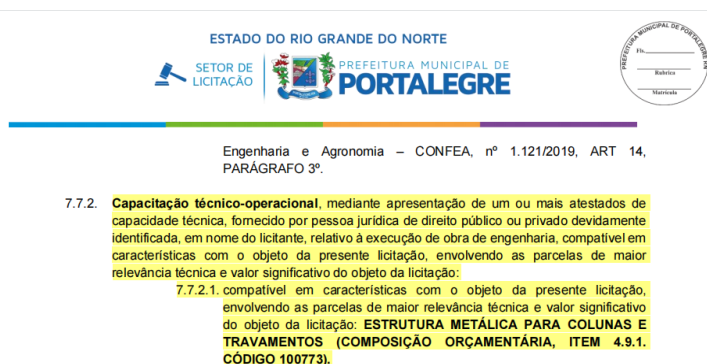 ESTADO DO RIO GRANDE DO NORTE
SETOR DE
LICITAÇÃO
PREFEITURA MUNICIPAL DE
PORTALEGRE
PREFEITURA MUNICIPAL DE PORTALEGRE RN
Fls.
Rubrica
Matrícula
Engenharia e Agronomia – CONFEA, nº 1.121/2019, ART 14,
PARÁGRAFO 3º.
7.7.2. Capacitação técnico-operacional, mediante apresentação de um ou mais atestados de
capacidade técnica, fornecido por pessoa jurídica de direito público ou privado devidamente
identificada, em nome do licitante, relativo à execução de obra de engenharia, compatível em
características com o objeto da presente licitação, envolvendo as parcelas de maior
relevância técnica e valor significativo do objeto da licitação:
7.7.2.1. compatível em características com o objeto da presente licitação,
envolvendo as parcelas de maior relevância técnica e valor significativo
do objeto da licitação: ESTRUTURA METÁLICA PARA COLUNAS E
TRAVAMENTOS (COMPOSIÇÃO ORÇAMENTÁRIA, ITEM 4.9.1.
CÓDIGO 100773).